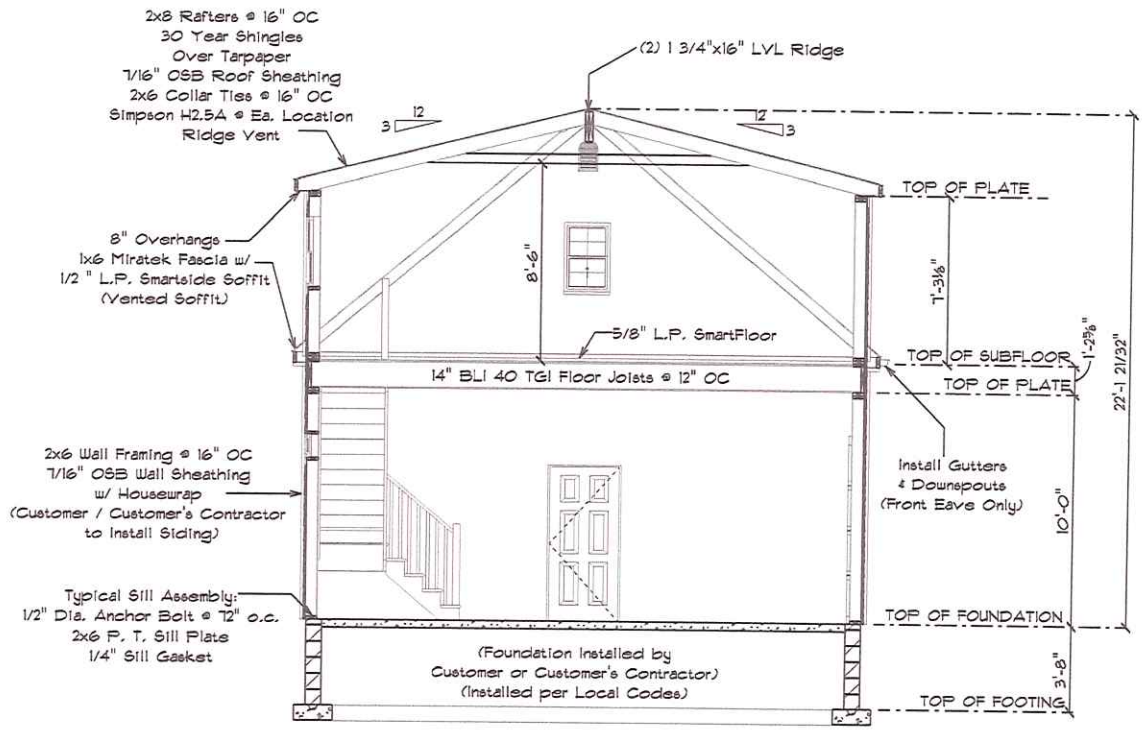 2x8 Rafters @ 16" OC
30 Year Shingles
Over Tarpaper
7/16" OSB Roof Sheathing
2x6 Collar Ties @ 16" OC
Simpson H2.5A @ Ea. Location
Ridge Vent
(2) 1 3/4"x16" LVL Ridge
12
3
12
3
TOP OF PLATE
8" Overhangs
1x6 Miratek Fascia w/
1/2 " L.P. Smartside Soffit
(Vented Soffit)
8'-6"
7'-3 1/8"
5/8" L.P. SmartFloor
TOP OF SUBFLOOR
1'-2 5/8"
22'-1 21/32"
14" BLI 40 TGI Floor Joists @ 12" OC
TOP OF PLATE
2x6 Wall Framing @ 16" OC
7/16" OSB Wall Sheathing
w/ Housewrap
(Customer / Customer's Contractor
to Install Siding)
Install Gutters
& Downspouts
(Front Eave Only)
10'-0"
Typical Sill Assembly:
1/2" Dia. Anchor Bolt @ 72" o.c.
2x6 P. T. Sill Plate
1/4" Sill Gasket
TOP OF FOUNDATION
(Foundation Installed by
Customer or Customer's Contractor)
(Installed per Local Codes)
3'-8"
TOP OF FOOTING